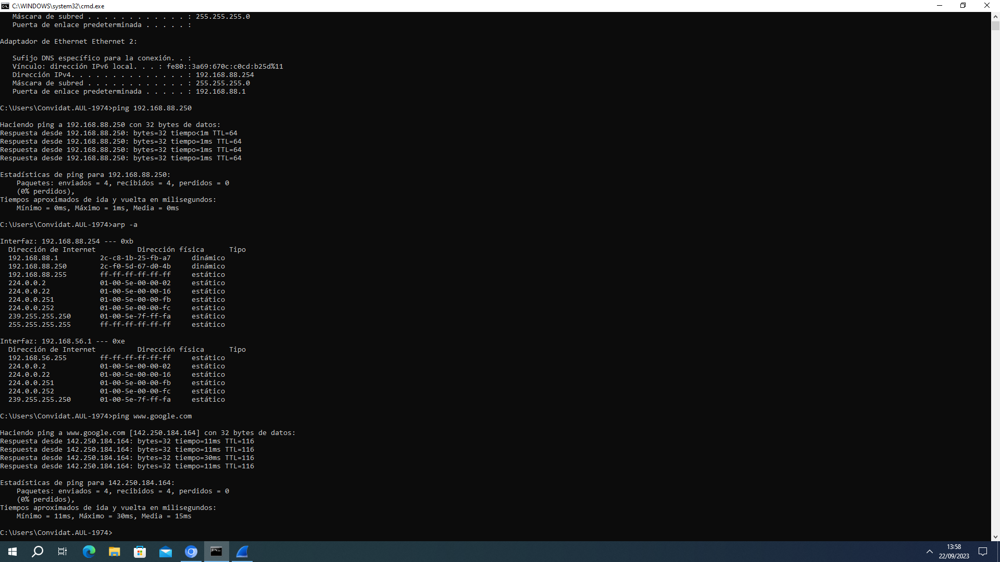 C:\WINDOWS\system32\cmd.exe
   Máscara de subred . . . . . . . . . . . . : 255.255.255.0
   Puerta de enlace predeterminada . . . . . :
Adaptador de Ethernet Ethernet 2:
   Sufijo DNS específico para la conexión. . :
   Vínculo: dirección IPv6 local. . . : fe80::3a69:670c:c0cd:b25d%11
   Dirección IPv4. . . . . . . . . . . . . . : 192.168.88.254
   Máscara de subred . . . . . . . . . . . . : 255.255.255.0
   Puerta de enlace predeterminada . . . . . : 192.168.88.1
C:\Users\Convidat.AUL-1974>ping 192.168.88.250
Haciendo ping a 192.168.88.250 con 32 bytes de datos:
Respuesta desde 192.168.88.250: bytes=32 tiempo<1m TTL=64
Respuesta desde 192.168.88.250: bytes=32 tiempo=1ms TTL=64
Respuesta desde 192.168.88.250: bytes=32 tiempo=1ms TTL=64
Respuesta desde 192.168.88.250: bytes=32 tiempo=1ms TTL=64
Estadísticas de ping para 192.168.88.250:
    Paquetes: enviados = 4, recibidos = 4, perdidos = 0
    (0% perdidos),
Tiempos aproximados de ida y vuelta en milisegundos:
    Mínimo = 0ms, Máximo = 1ms, Media = 0ms
C:\Users\Convidat.AUL-1974>arp -a
Interfaz: 192.168.88.254 --- 0xb
  Dirección de Internet          Dirección física      Tipo
  192.168.88.1          2c-c8-1b-25-fb-a7     dinámico
  192.168.88.250        2c-f0-5d-67-d0-4b     dinámico
  192.168.88.255        ff-ff-ff-ff-ff-ff     estático
  224.0.0.2             01-00-5e-00-00-02     estático
  224.0.0.22            01-00-5e-00-00-16     estático
  224.0.0.251           01-00-5e-00-00-fb     estático
  224.0.0.252           01-00-5e-00-00-fc     estático
  239.255.255.250       01-00-5e-7f-ff-fa     estático
  255.255.255.255       ff-ff-ff-ff-ff-ff     estático
Interfaz: 192.168.56.1 --- 0xe
  Dirección de Internet          Dirección física      Tipo
  192.168.56.255        ff-ff-ff-ff-ff-ff     estático
  224.0.0.2             01-00-5e-00-00-02     estático
  224.0.0.22            01-00-5e-00-00-16     estático
  224.0.0.251           01-00-5e-00-00-fb     estático
  224.0.0.252           01-00-5e-00-00-fc     estático
  239.255.255.250       01-00-5e-7f-ff-fa     estático
C:\Users\Convidat.AUL-1974>ping www.google.com
Haciendo ping a www.google.com [142.250.184.164] con 32 bytes de datos:
Respuesta desde 142.250.184.164: bytes=32 tiempo=11ms TTL=116
Respuesta desde 142.250.184.164: bytes=32 tiempo=11ms TTL=116
Respuesta desde 142.250.184.164: bytes=32 tiempo=30ms TTL=116
Respuesta desde 142.250.184.164: bytes=32 tiempo=11ms TTL=116
Estadísticas de ping para 142.250.184.164:
    Paquetes: enviados = 4, recibidos = 4, perdidos = 0
    (0% perdidos),
Tiempos aproximados de ida y vuelta en milisegundos:
    Mínimo = 11ms, Máximo = 30ms, Media = 15ms
C:\Users\Convidat.AUL-1974>
13:58
22/09/2023